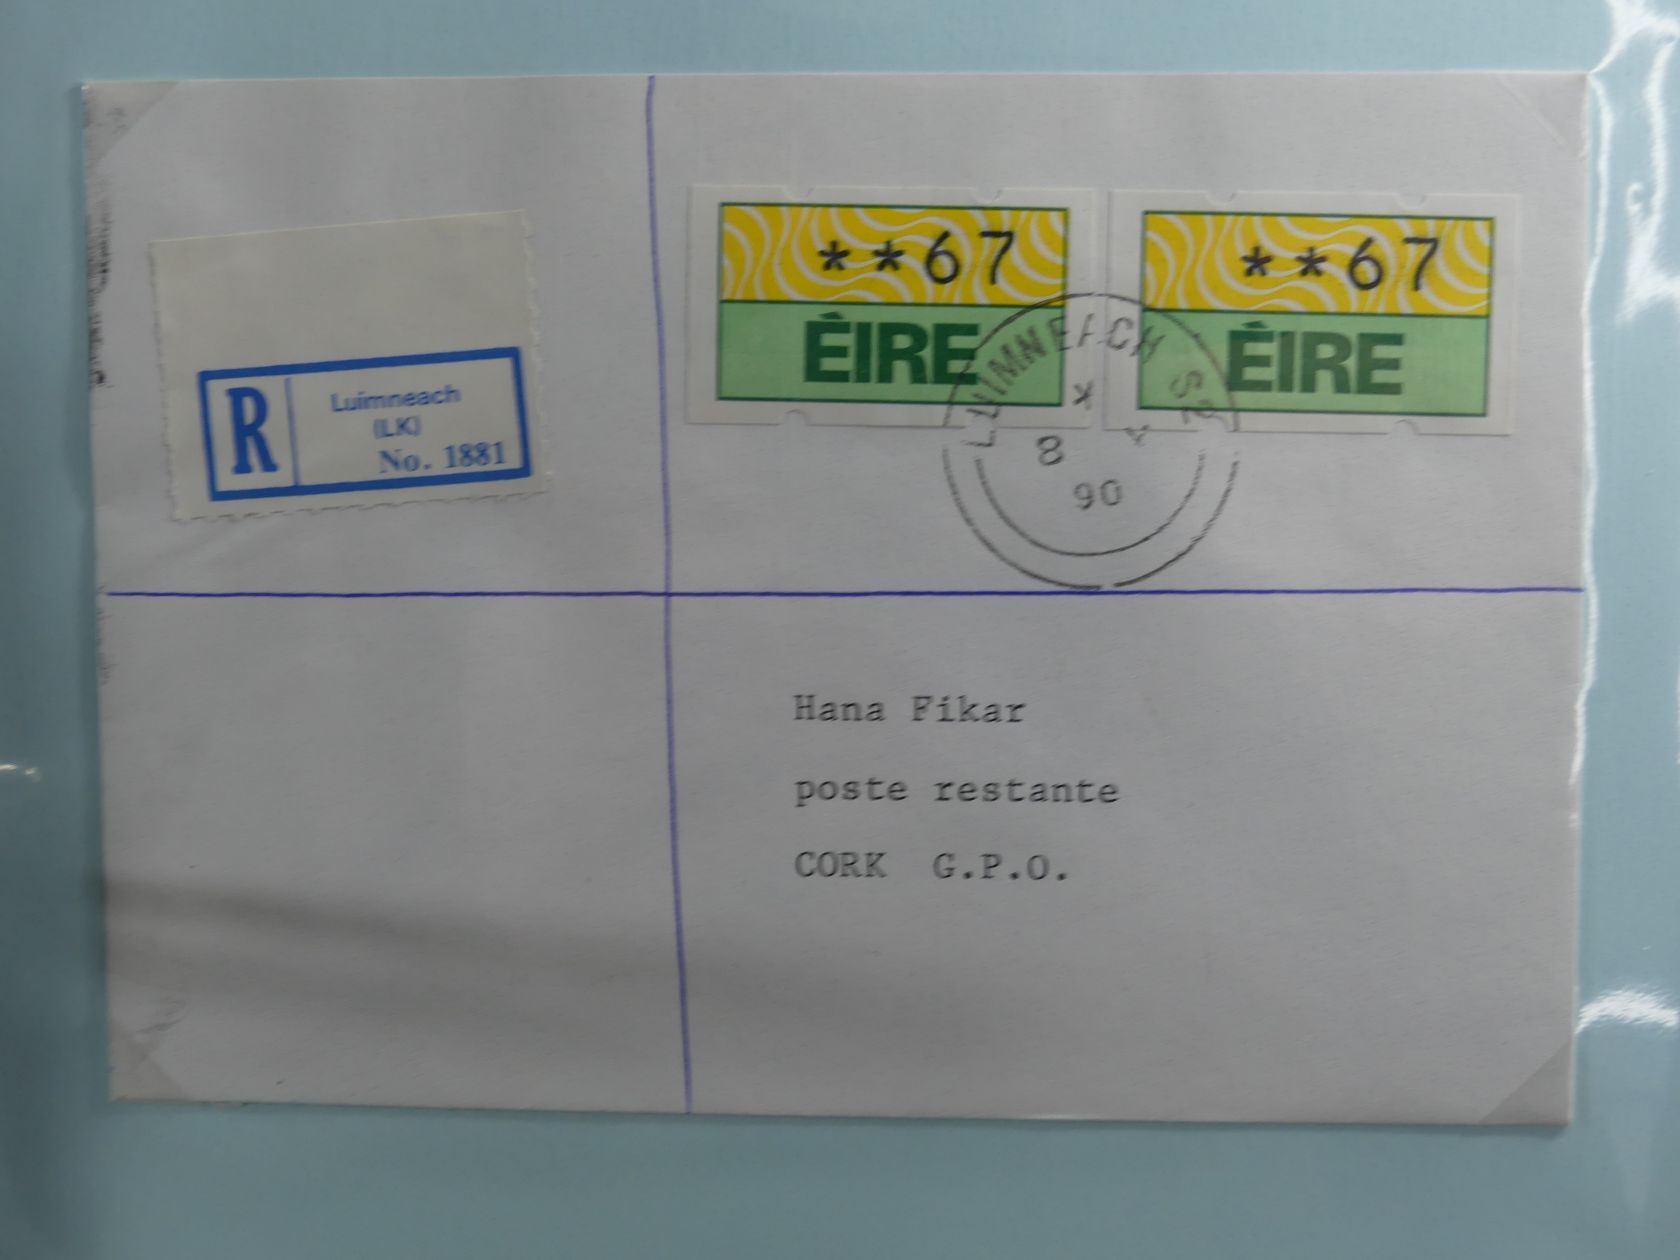 R
Luimneach
(LK)
No. 1881
**67
ÉIRE
**67
ÉIRE
LUIMNEACH
*
8
90
Hana Fikar
poste restante
CORK G.P.O.